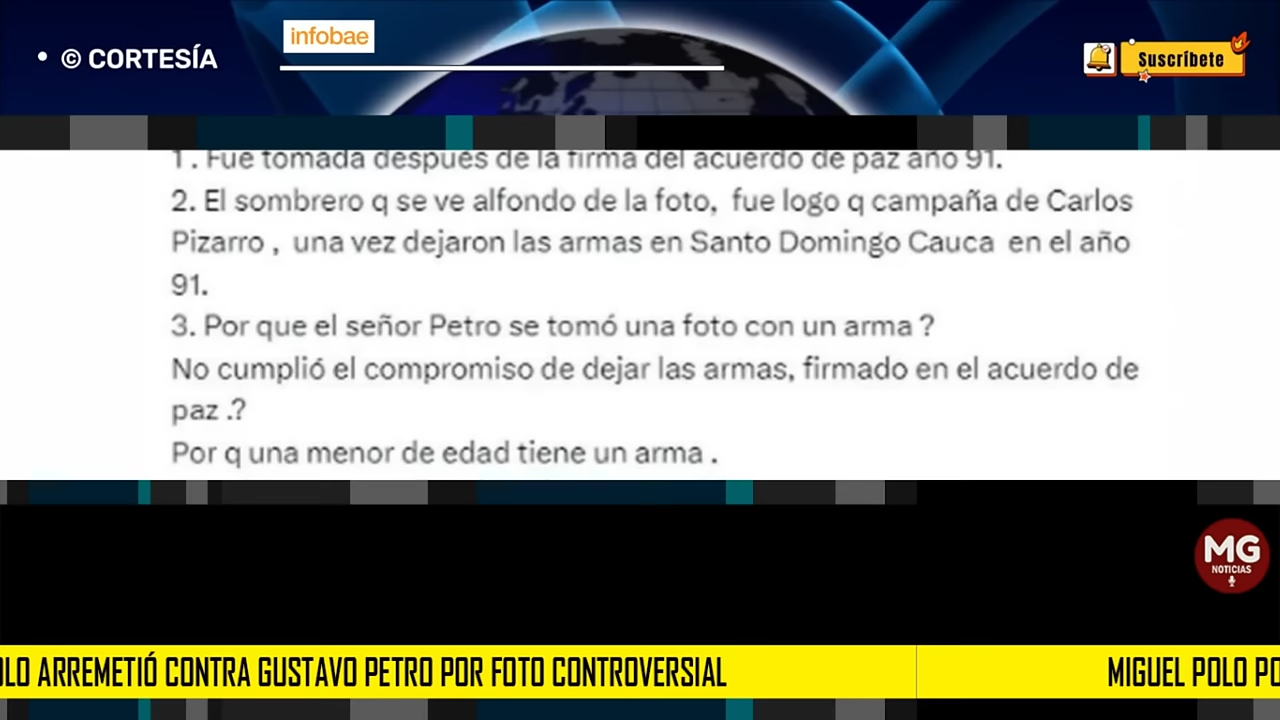 infobae
• © CORTESÍA
Suscríbete
1. Fue tomada después de la firma del acuerdo de paz año 91.
2. El sombrero q se ve alfondo de la foto, fue logo q campaña de Carlos
Pizarro , una vez dejaron las armas en Santo Domingo Cauca en el año
91.
3. Por que el señor Petro se tomó una foto con un arma ?
No cumplió el compromiso de dejar las armas, firmado en el acuerdo de
paz .?
Por q una menor de edad tiene un arma .
MG
NOTICIAS
OLO ARREMETIÓ CONTRA GUSTAVO PETRO POR FOTO CONTROVERSIAL
MIGUEL POLO PO